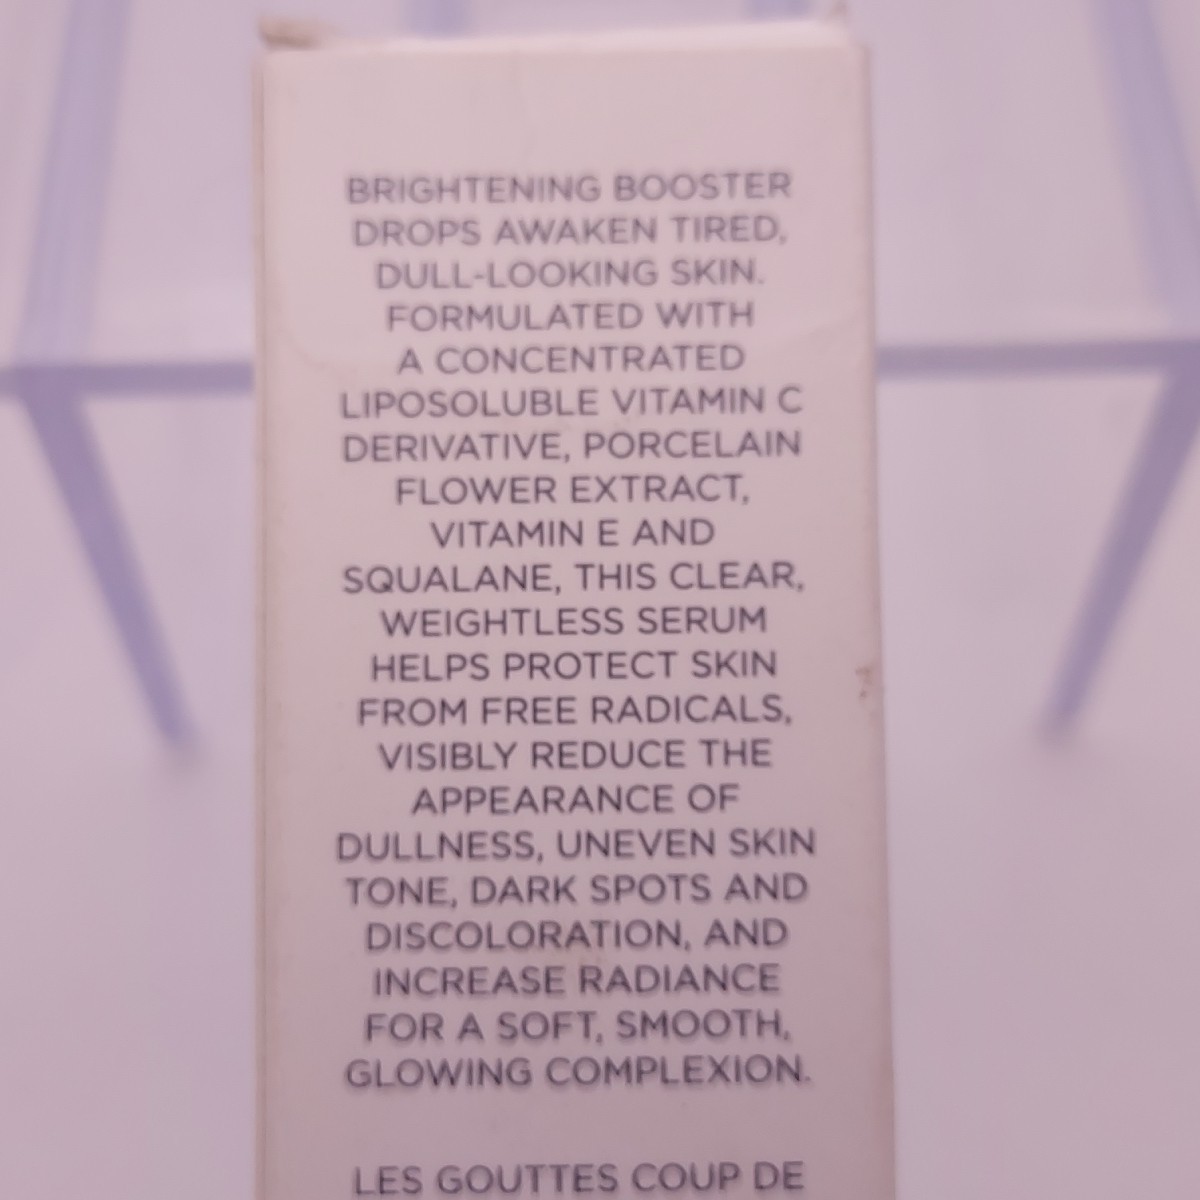 BRIGHTENING BOOSTER
DROPS AWAKEN TIRED,
DULL-LOOKING SKIN.
FORMULATED WITH
A CONCENTRATED
LIPOSOLUBLE VITAMIN C
DERIVATIVE, PORCELAIN
FLOWER EXTRACT,
VITAMIN E AND
SQUALANE, THIS CLEAR,
WEIGHTLESS SERUM
HELPS PROTECT SKIN
FROM FREE RADICALS,
VISIBLY REDUCE THE
APPEARANCE OF
DULLNESS, UNEVEN SKIN
TONE, DARK SPOTS AND
DISCOLORATION, AND
INCREASE RADIANCE
FOR A SOFT, SMOOTH,
GLOWING COMPLEXION.
LES GOUTTES COUP DE